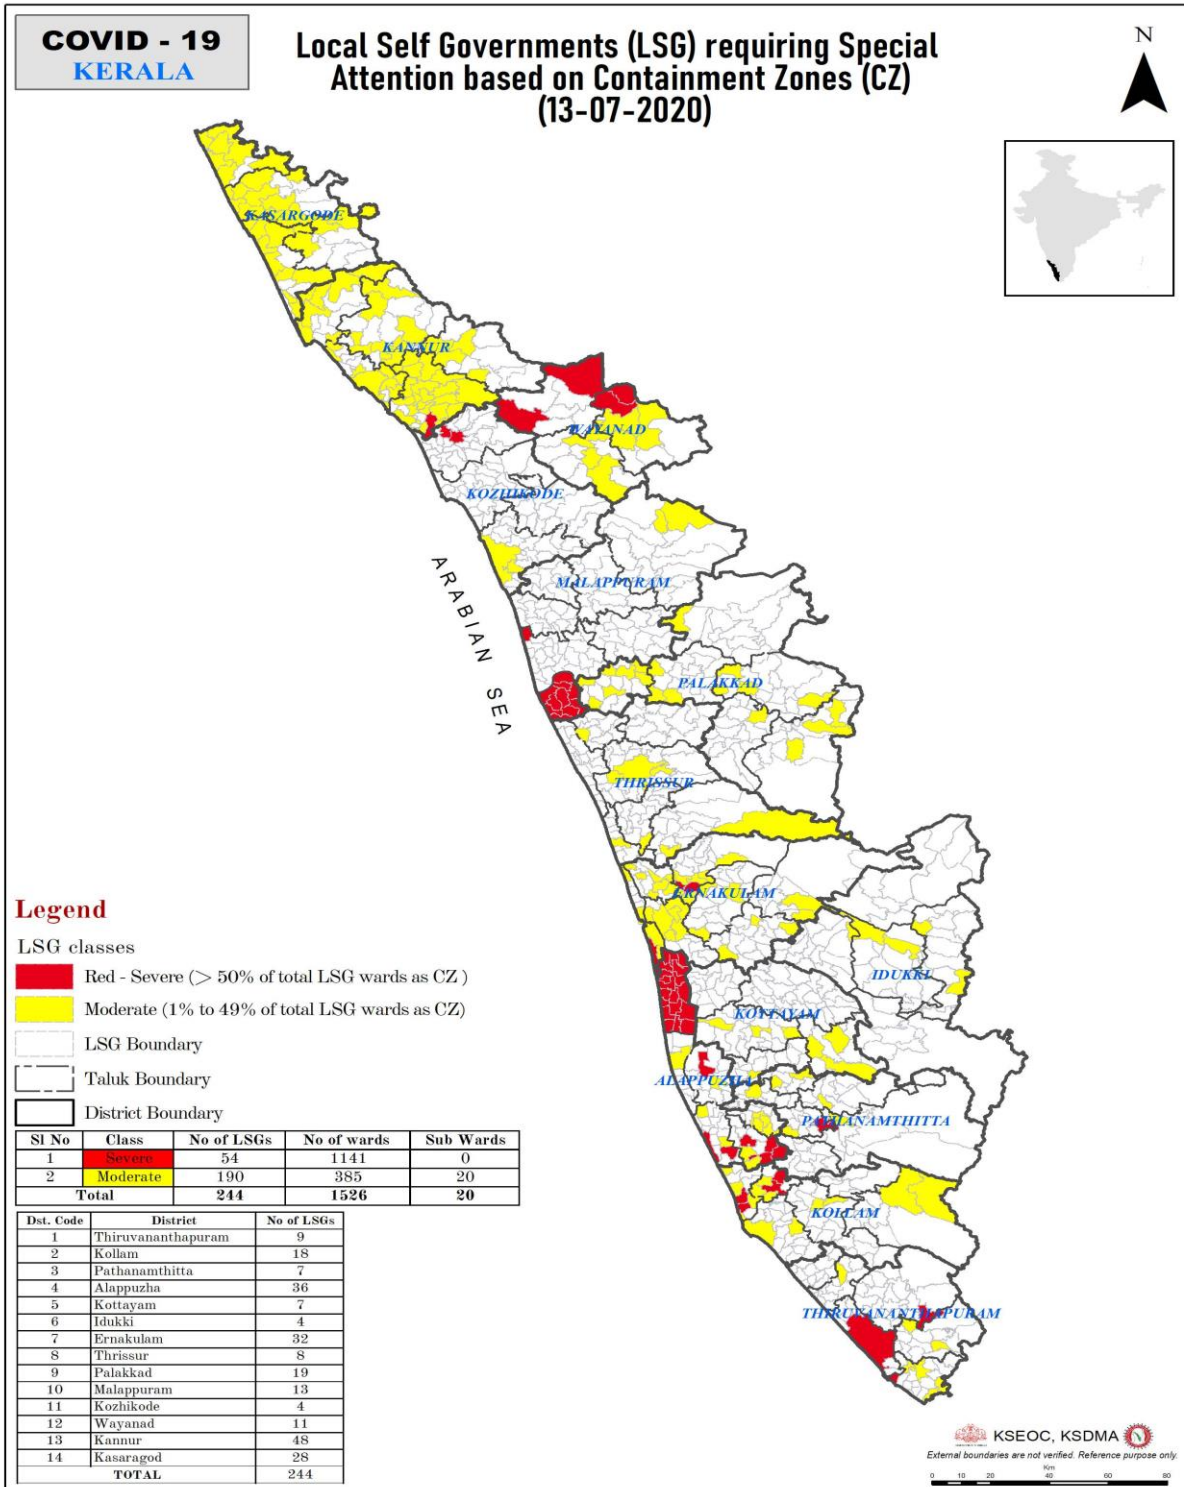 COVID - 19
KERALA
Local Self Governments (LSG) requiring Special
Attention based on Containment Zones (CZ)
(13-07-2020)
N
KASARGODE
KANNUR
WAYANAD
KOZHIKODE
MALAPPURAM
ARABIAN SEA
PALAKKAD
THRISSUR
ERNAKULAM
IDUKKI
KOTTAYAM
ALAPPUZHA
PATHANAMTHITTA
KOLLAM
THIRUVANANTHAPURAM
Legend
LSG classes
Red - Severe (> 50% of total LSG wards as CZ )
Moderate (1% to 49% of total LSG wards as CZ)
LSG Boundary
Taluk Boundary
District Boundary
Sl No Class No of LSGs No of wards Sub Wards
1 Severe 54 1141 0
2 Moderate 190 385 20
Total 244 1526 20
Dst. Code District No of LSGs
1 Thiruvananthapuram 9
2 Kollam 18
3 Pathanamthitta 7
4 Alappuzha 36
5 Kottayam 7
6 Idukki 4
7 Ernakulam 32
8 Thrissur 8
9 Palakkad 19
10 Malappuram 13
11 Kozhikode 4
12 Wayanad 11
13 Kannur 48
14 Kasaragod 28
TOTAL 244
KSEOC, KSDMA
External boundaries are not verified. Reference purpose only.
Km
0 10 20 40 60 80